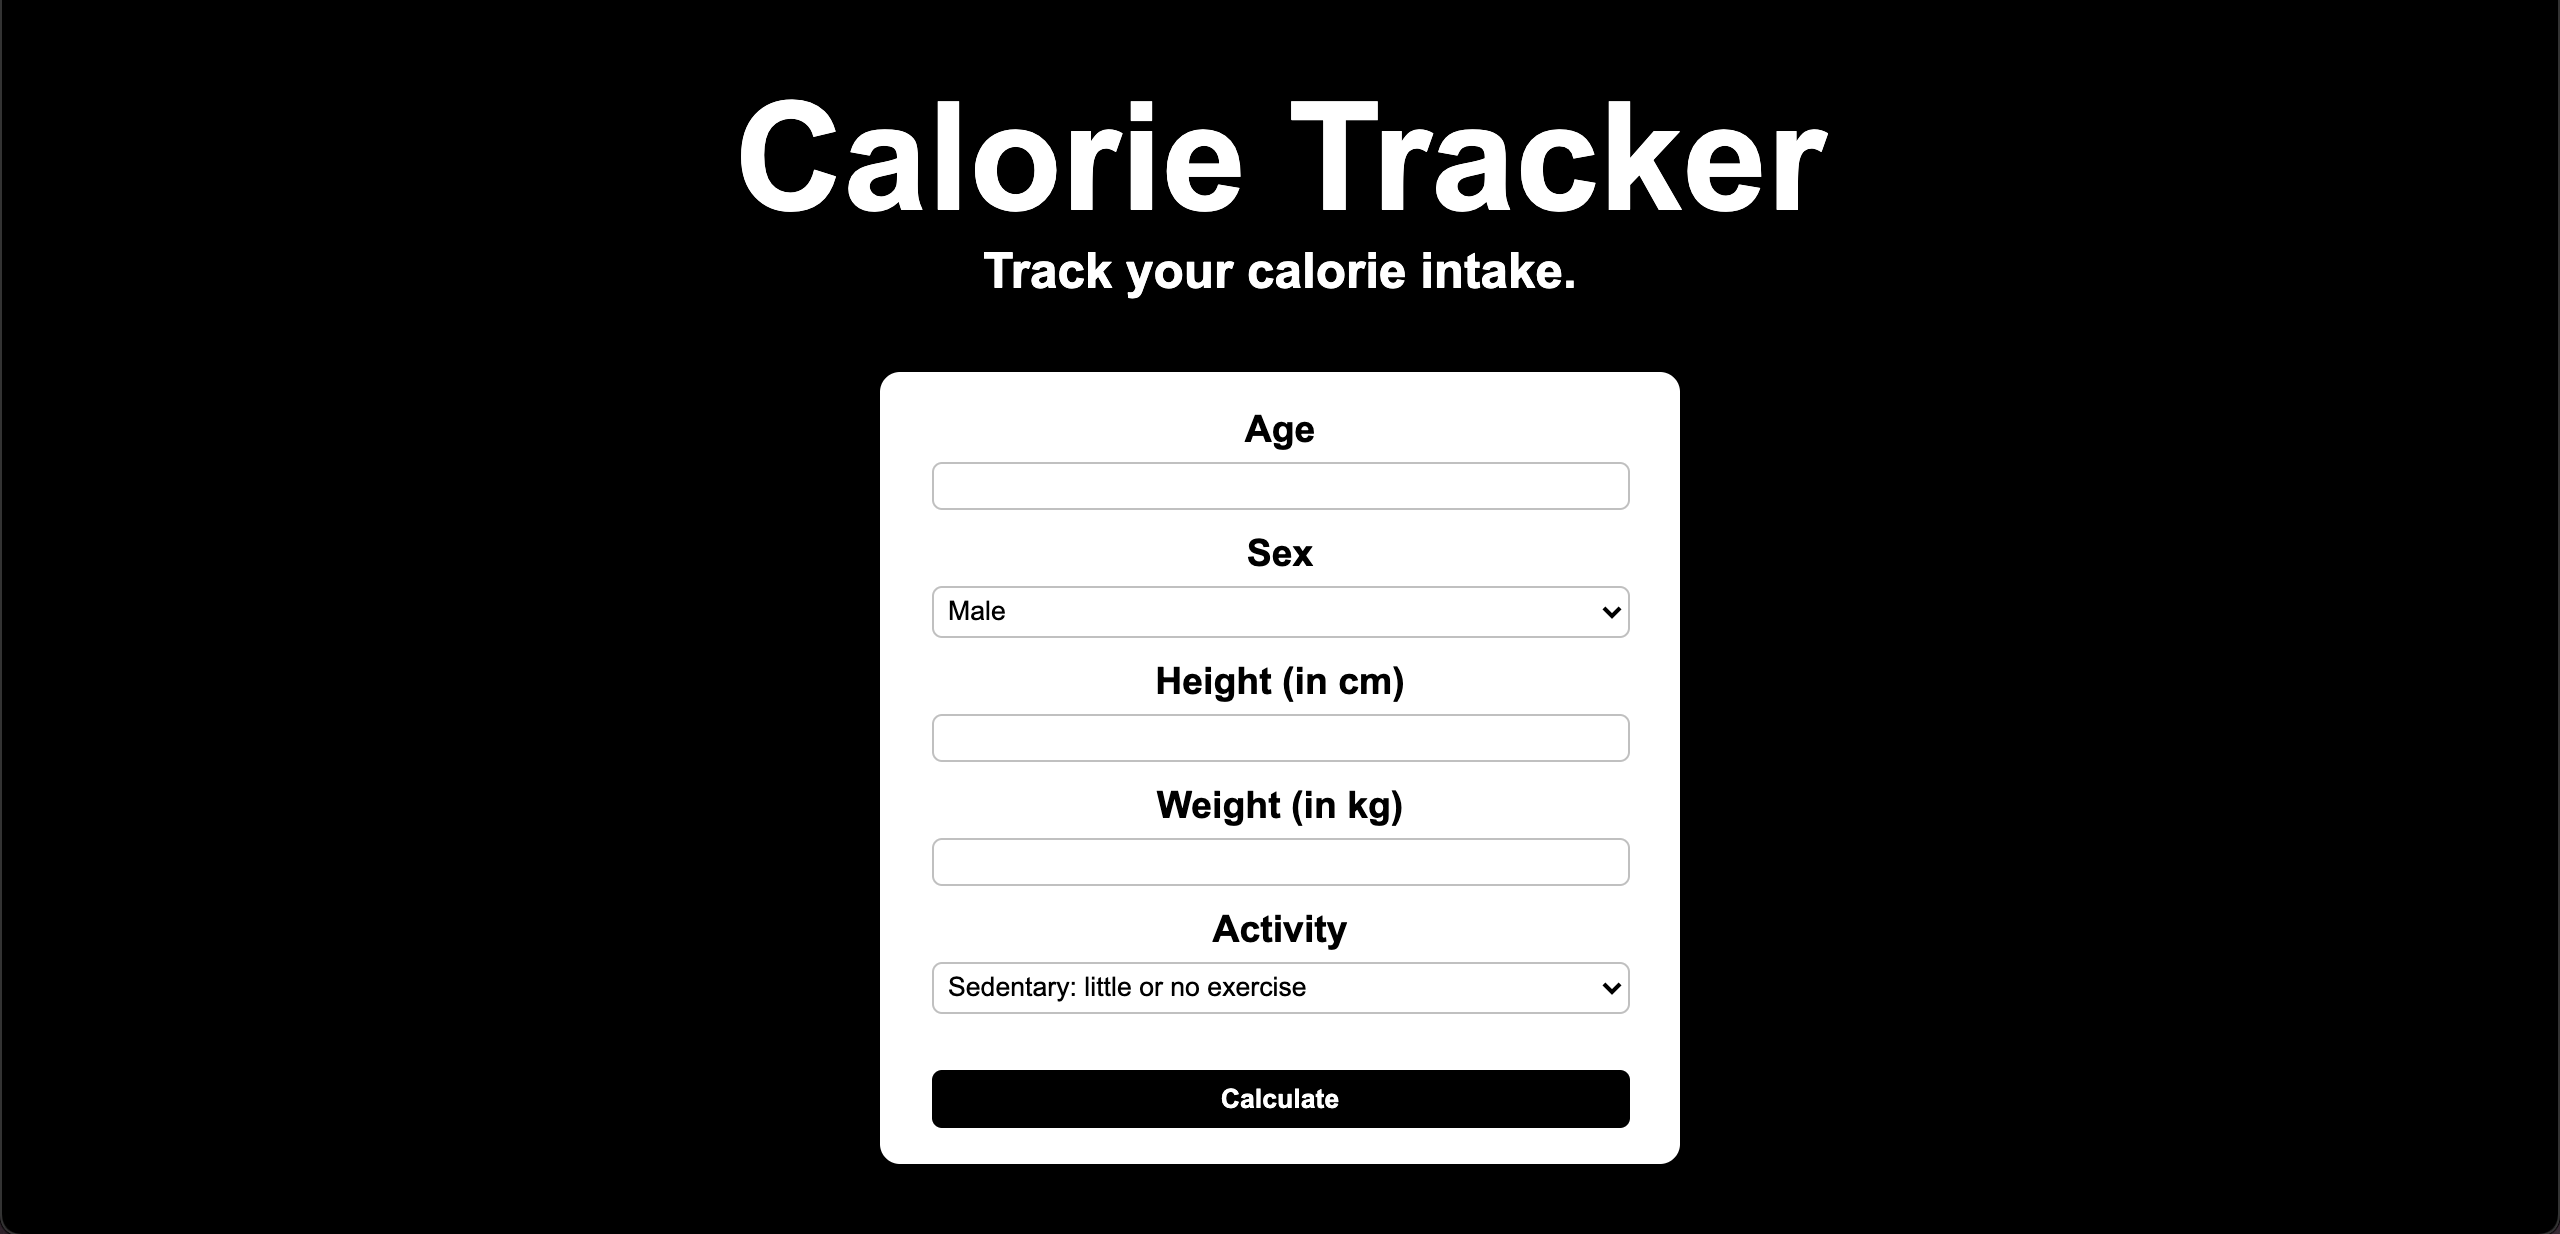 Calorie Tracker
Track your calorie intake.
Age
Sex
Male
Height (in cm)
Weight (in kg)
Activity
Sedentary: little or no exercise
Calculate